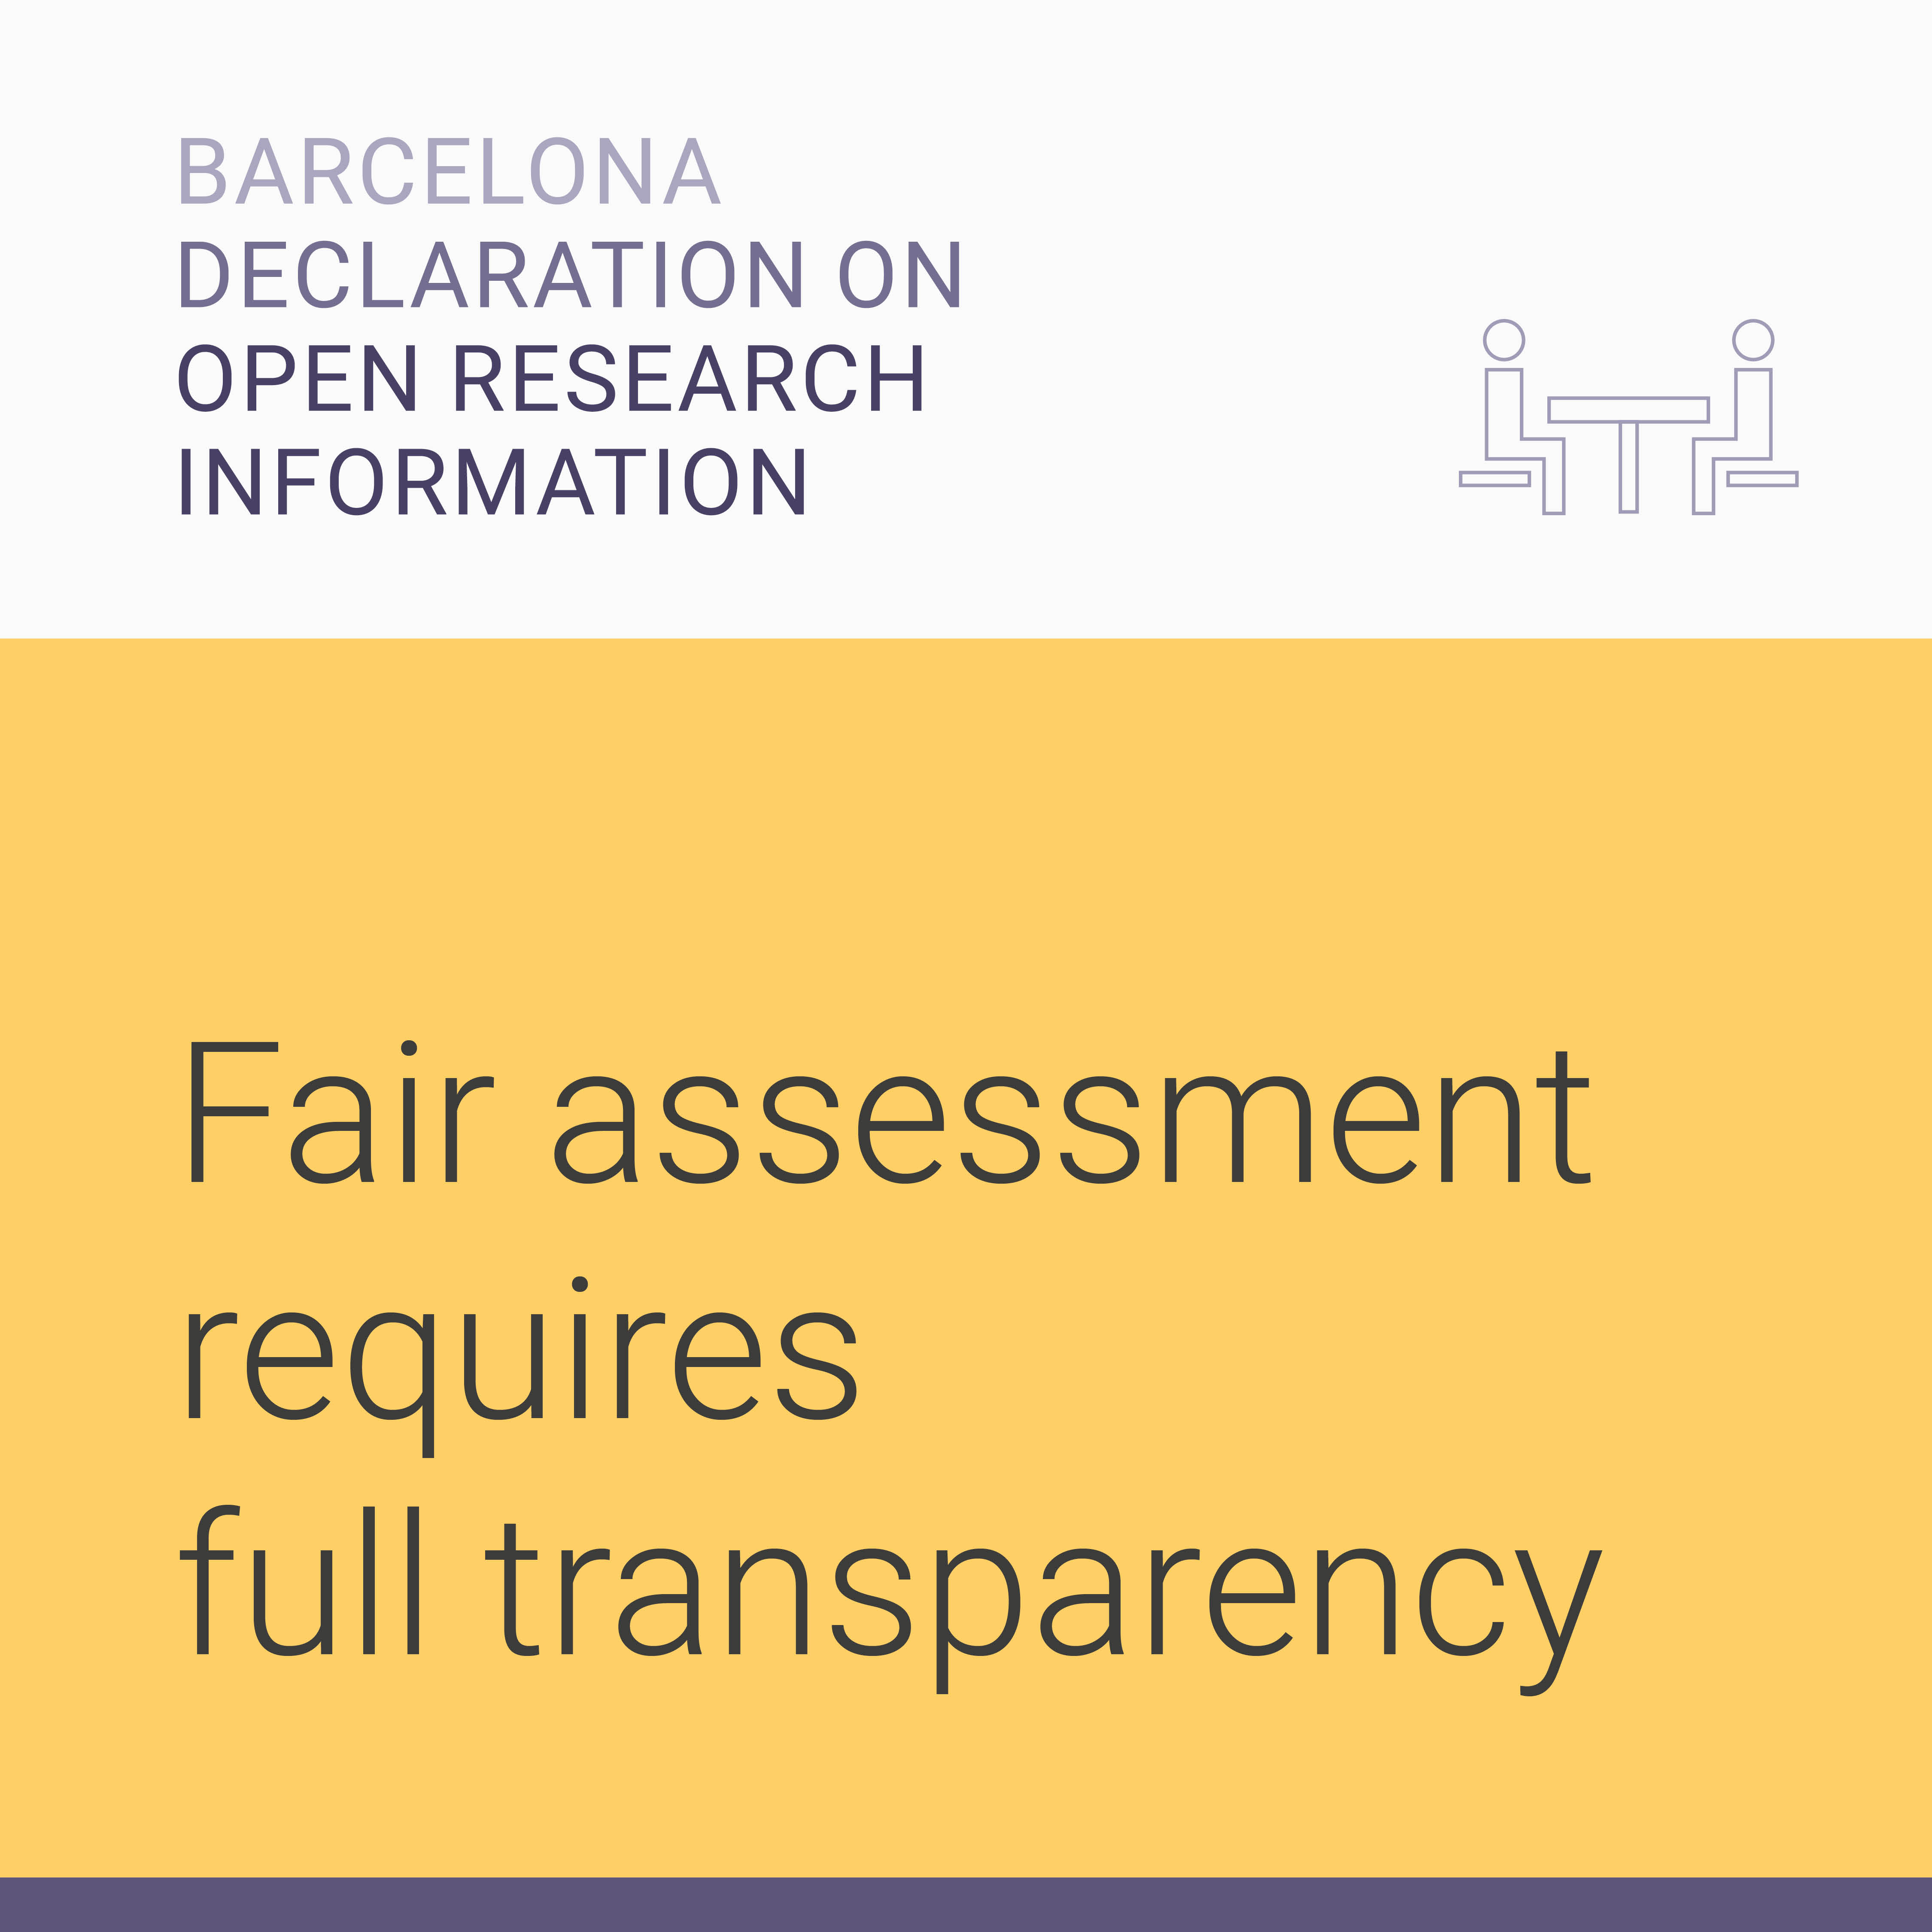 BARCELONA
DECLARATION ON
OPEN RESEARCH
INFORMATION
Fair assessment
requires
full transparency